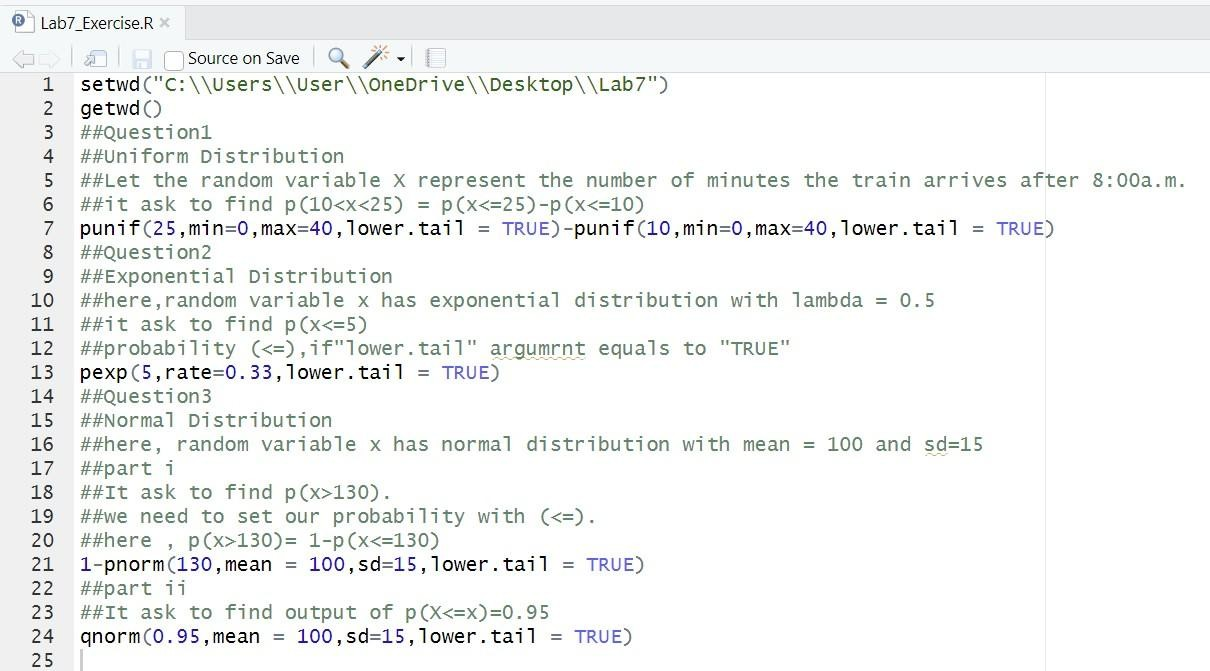 Lab7_Exercise.R
Source on Save
1 setwd("C:\\Users\\User\\OneDrive\\Desktop\\Lab7")
2 getwd()
3 ##Question1
4 ##Uniform Distribution
5 ##Let the random variable X represent the number of minutes the train arrives after 8:00a.m.
6 ##it ask to find p(10<x<25) = p(x<=25)-p(x<=10)
7 punif(25,min=0,max=40,lower.tail = TRUE)-punif(10,min=0,max=40,lower.tail = TRUE)
8 ##Question2
9 ##Exponential Distribution
10 ##here,random variable x has exponential distribution with lambda = 0.5
11 ##it ask to find p(x<=5)
12 ##probability (<=),if"lower.tail" argumrnt equals to "TRUE"
13 pexp(5,rate=0.33,lower.tail = TRUE)
14 ##Question3
15 ##Normal Distribution
16 ##here, random variable x has normal distribution with mean = 100 and sd=15
17 ##part i
18 ##It ask to find p(x>130).
19 ##we need to set our probability with (<=).
20 ##here , p(x>130)= 1-p(x<=130)
21 1-pnorm(130,mean = 100,sd=15,lower.tail = TRUE)
22 ##part ii
23 ##It ask to find output of p(X<=x)=0.95
24 qnorm(0.95,mean = 100,sd=15,lower.tail = TRUE)
25